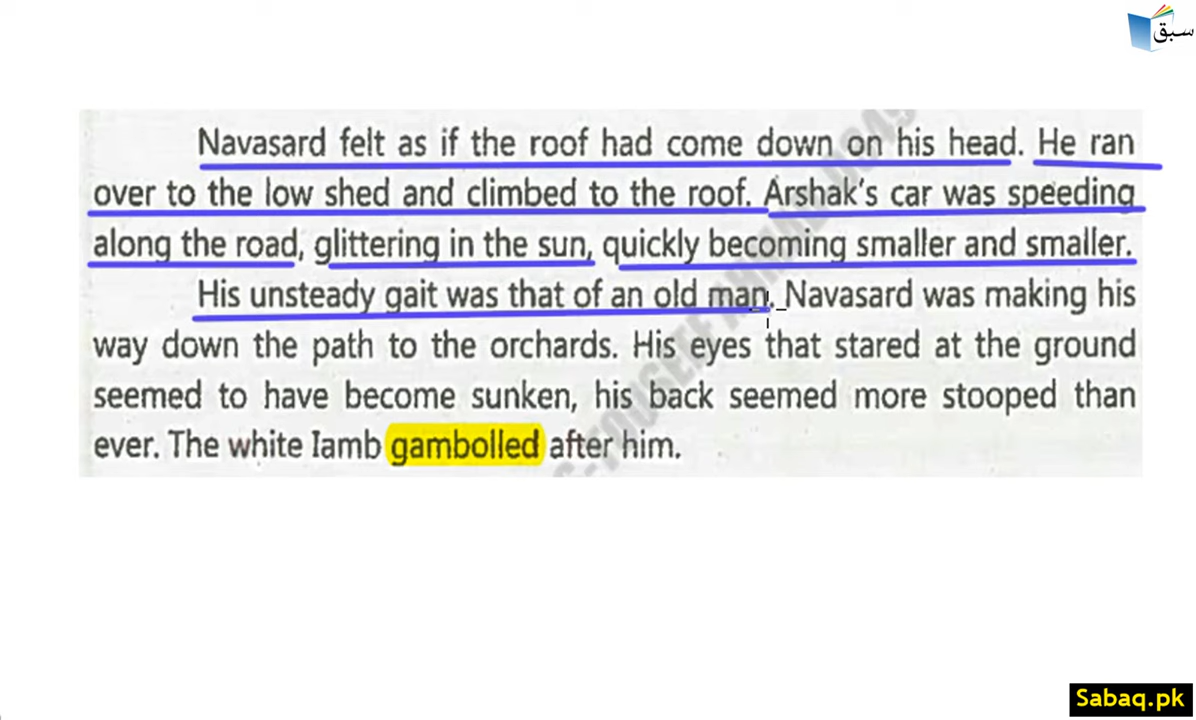 سبق
Navasard felt as if the roof had come down on his head. He ran
over to the low shed and climbed to the roof. Arshak's car was speeding
along the road, glittering in the sun, quickly becoming smaller and smaller.
His unsteady gait was that of an old man. Navasard was making his
way down the path to the orchards. His eyes that stared at the ground
seemed to have become sunken, his back seemed more stooped than
ever. The white lamb gambolled after him.
Sabaq.pk